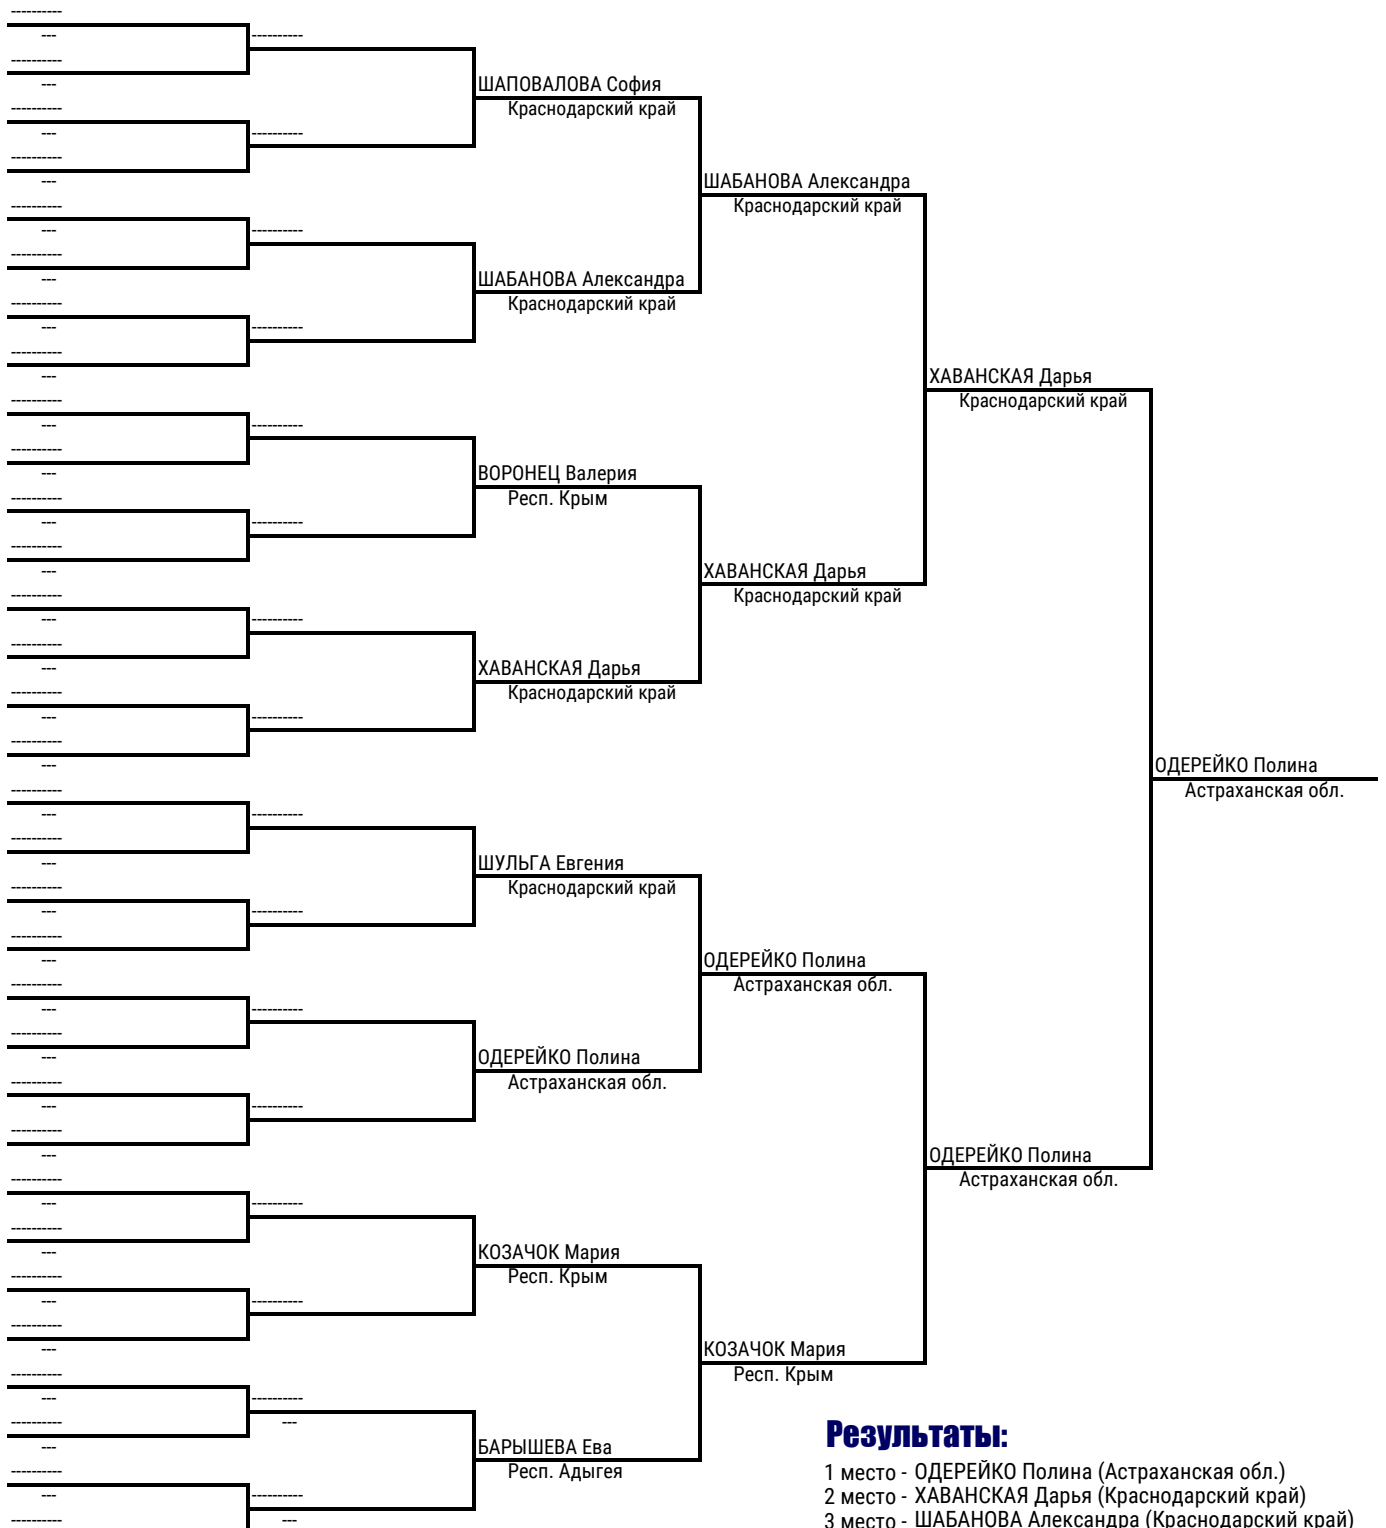 ШАПОВАЛОВА София
Краснодарский край
ШАБАНОВА Александра
Краснодарский край
ВОРОНЕЦ Валерия
Респ. Крым
ХАВАНСКАЯ Дарья
Краснодарский край
ШУЛЬГА Евгения
Краснодарский край
ОДЕРЕЙКО Полина
Астраханская обл.
КОЗАЧОК Мария
Респ. Крым
БАРЫШЕВА Ева
Респ. Адыгея
ШАБАНОВА Александра
Краснодарский край
ХАВАНСКАЯ Дарья
Краснодарский край
ОДЕРЕЙКО Полина
Астраханская обл.
КОЗАЧОК Мария
Респ. Крым
ХАВАНСКАЯ Дарья
Краснодарский край
ОДЕРЕЙКО Полина
Астраханская обл.
ОДЕРЕЙКО Полина
Астраханская обл.
Результаты:
1 место - ОДЕРЕЙКО Полина (Астраханская обл.)
2 место - ХАВАНСКАЯ Дарья (Краснодарский край)
3 место - ШАБАНОВА Александра (Краснодарский край)